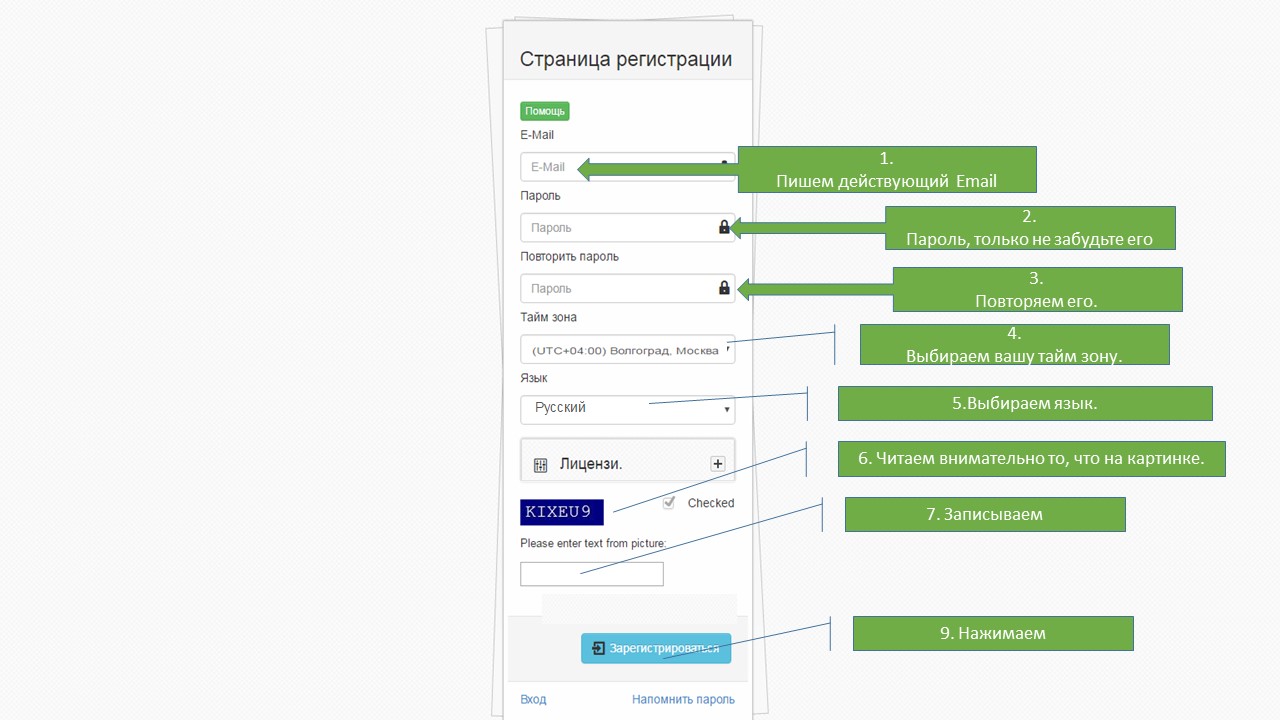 Страница регистрации
Помощь
E-Mail
E-Mail
1.
Пишем действующий Email
Пароль
Пароль
2.
Пароль, только не забудьте его
Повторить пароль
Пароль
3.
Повторяем его.
Тайм зона
(UTC+04:00) Волгоград, Москва
4.
Выбираем вашу тайм зону.
Язык
Русский
5.Выбираем язык.
Лицензи.
6. Читаем внимательно то, что на картинке.
KIXEU9
Checked
7. Записываем
Please enter text from picture:
Зарегистрироваться
9. Нажимаем
Вход
Напомнить пароль